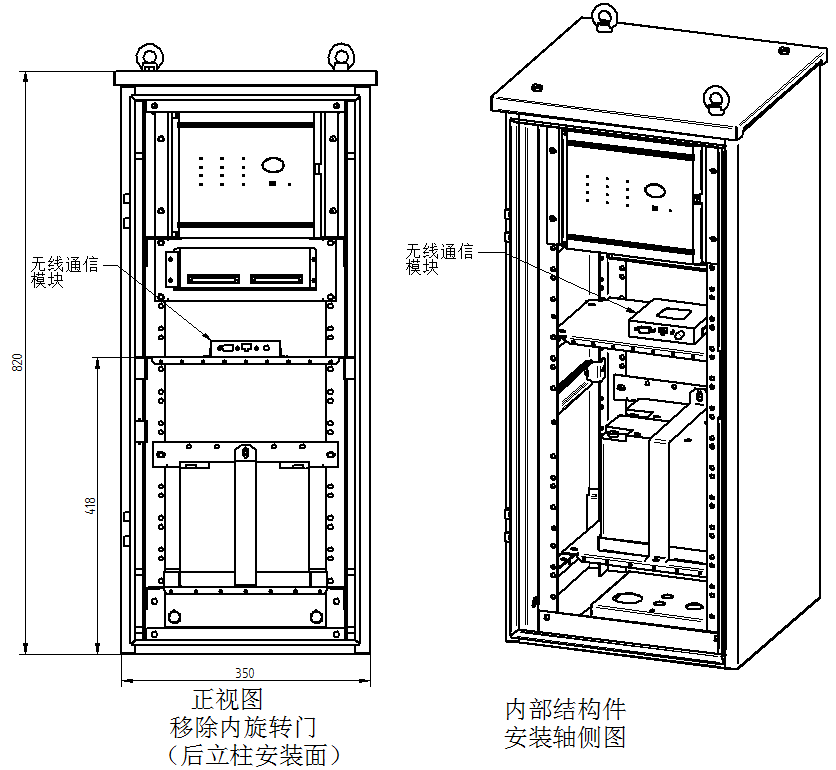 无线通信
模块
无线通信
模块
820
418
350
正视图
移除内旋转门
（后立柱安装面）
内部结构件
安装轴侧图